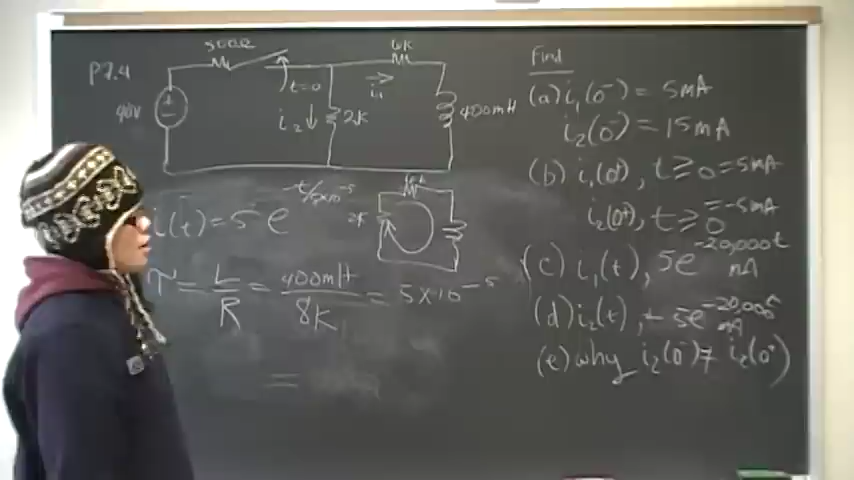 P7.4
500Ω
t=0
90V
i₂ ↓
2K
6K
i₁
400mH
i(t) = 5 e^-t/5x10^-5
2K
τ = L/R = 400mH/8K = 5 x 10^-5
=
Find
(a) i₁(0⁻) = 5mA
i₂(0⁻) = 15mA
(b) i₁(0⁺), t ≥ 0 = 5mA
i₂(0⁺), t ≥ 0 = -5mA
(c) i₁(t), 5e^-20,000t mA
(d) i₂(t), -5e^-20,000t mA
(e) why i₂(0⁻) ≠ i₂(0⁺)